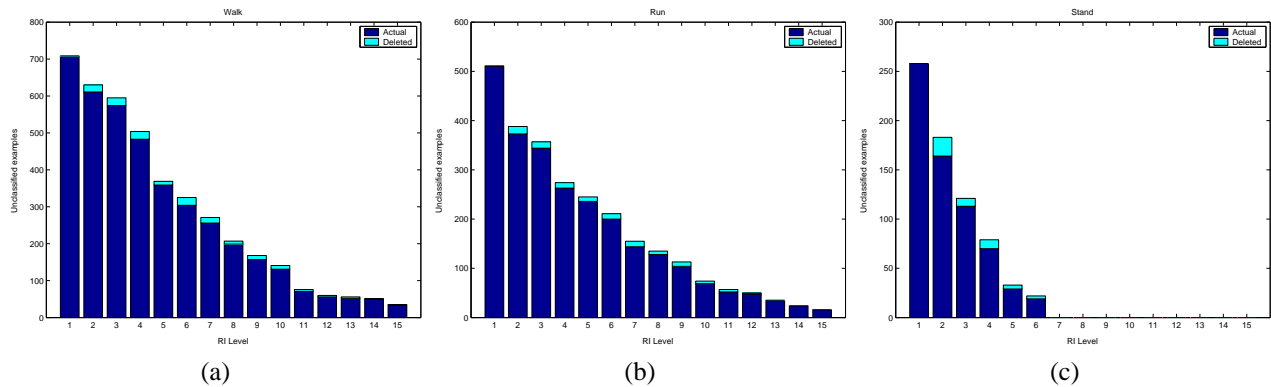 Walk
Actual
Deleted
Unclassified examples
800
700
600
500
400
300
200
100
0
1 2 3 4 5 6 7 8 9 10 11 12 13 14 15
RI Level
(a)
Run
Actual
Deleted
Unclassified examples
600
500
400
300
200
100
0
1 2 3 4 5 6 7 8 9 10 11 12 13 14 15
RI Level
(b)
Stand
Actual
Deleted
Unclassified examples
300
250
200
150
100
50
0
1 2 3 4 5 6 7 8 9 10 11 12 13 14 15
RI Level
(c)